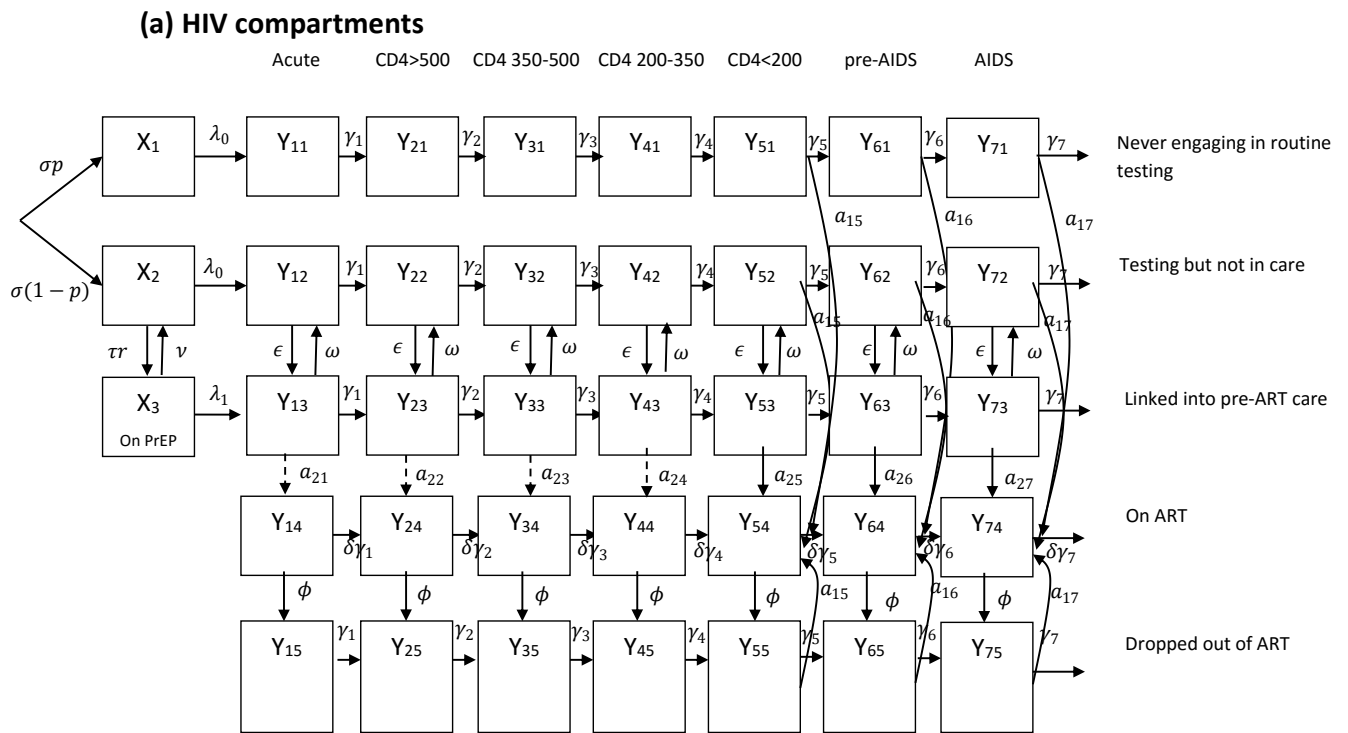 (a) HIV compartments
Acute CD4>500 CD4 350-500 CD4 200-350 CD4<200 pre-AIDS AIDS
X₁ λ₀ Y₁₁ γ₁ Y₂₁ γ₂ Y₃₁ γ₃ Y₄₁ γ₄ Y₅₁ γ₅ Y₆₁ γ₆ Y₇₁ γ₇ Never engaging in routine
testing
σp
a₁₅ a₁₆ a₁₇
X₂ λ₀ Y₁₂ γ₁ Y₂₂ γ₂ Y₃₂ γ₃ Y₄₂ γ₄ Y₅₂ γ₅ Y₆₂ γ₆ Y₇₂ γ₇ Testing but not in care
σ(1 − p)
a₁₅ a₁₆ a₁₇
τr ν ϵ ω ϵ ω ϵ ω ϵ ω ϵ ω ϵ ω ϵ ω
X₃ λ₁ Y₁₃ γ₁ Y₂₃ γ₂ Y₃₃ γ₃ Y₄₃ γ₄ Y₅₃ γ₅ Y₆₃ γ₆ Y₇₃ γ₇ Linked into pre-ART care
On PrEP
a₂₁ a₂₂ a₂₃ a₂₄ a₂₅ a₂₆ a₂₇
Y₁₄ Y₂₄ Y₃₄ Y₄₄ Y₅₄ Y₆₄ Y₇₄ On ART
δγ₁ δγ₂ δγ₃ δγ₄ δγ₅ δγ₆ δγ₇
ϕ ϕ ϕ ϕ ϕ a₁₅ ϕ a₁₆ ϕ a₁₇
Y₁₅ γ₁ Y₂₅ γ₂ Y₃₅ γ₃ Y₄₅ γ₄ Y₅₅ γ₅ Y₆₅ γ₆ Y₇₅ γ₇ Dropped out of ART